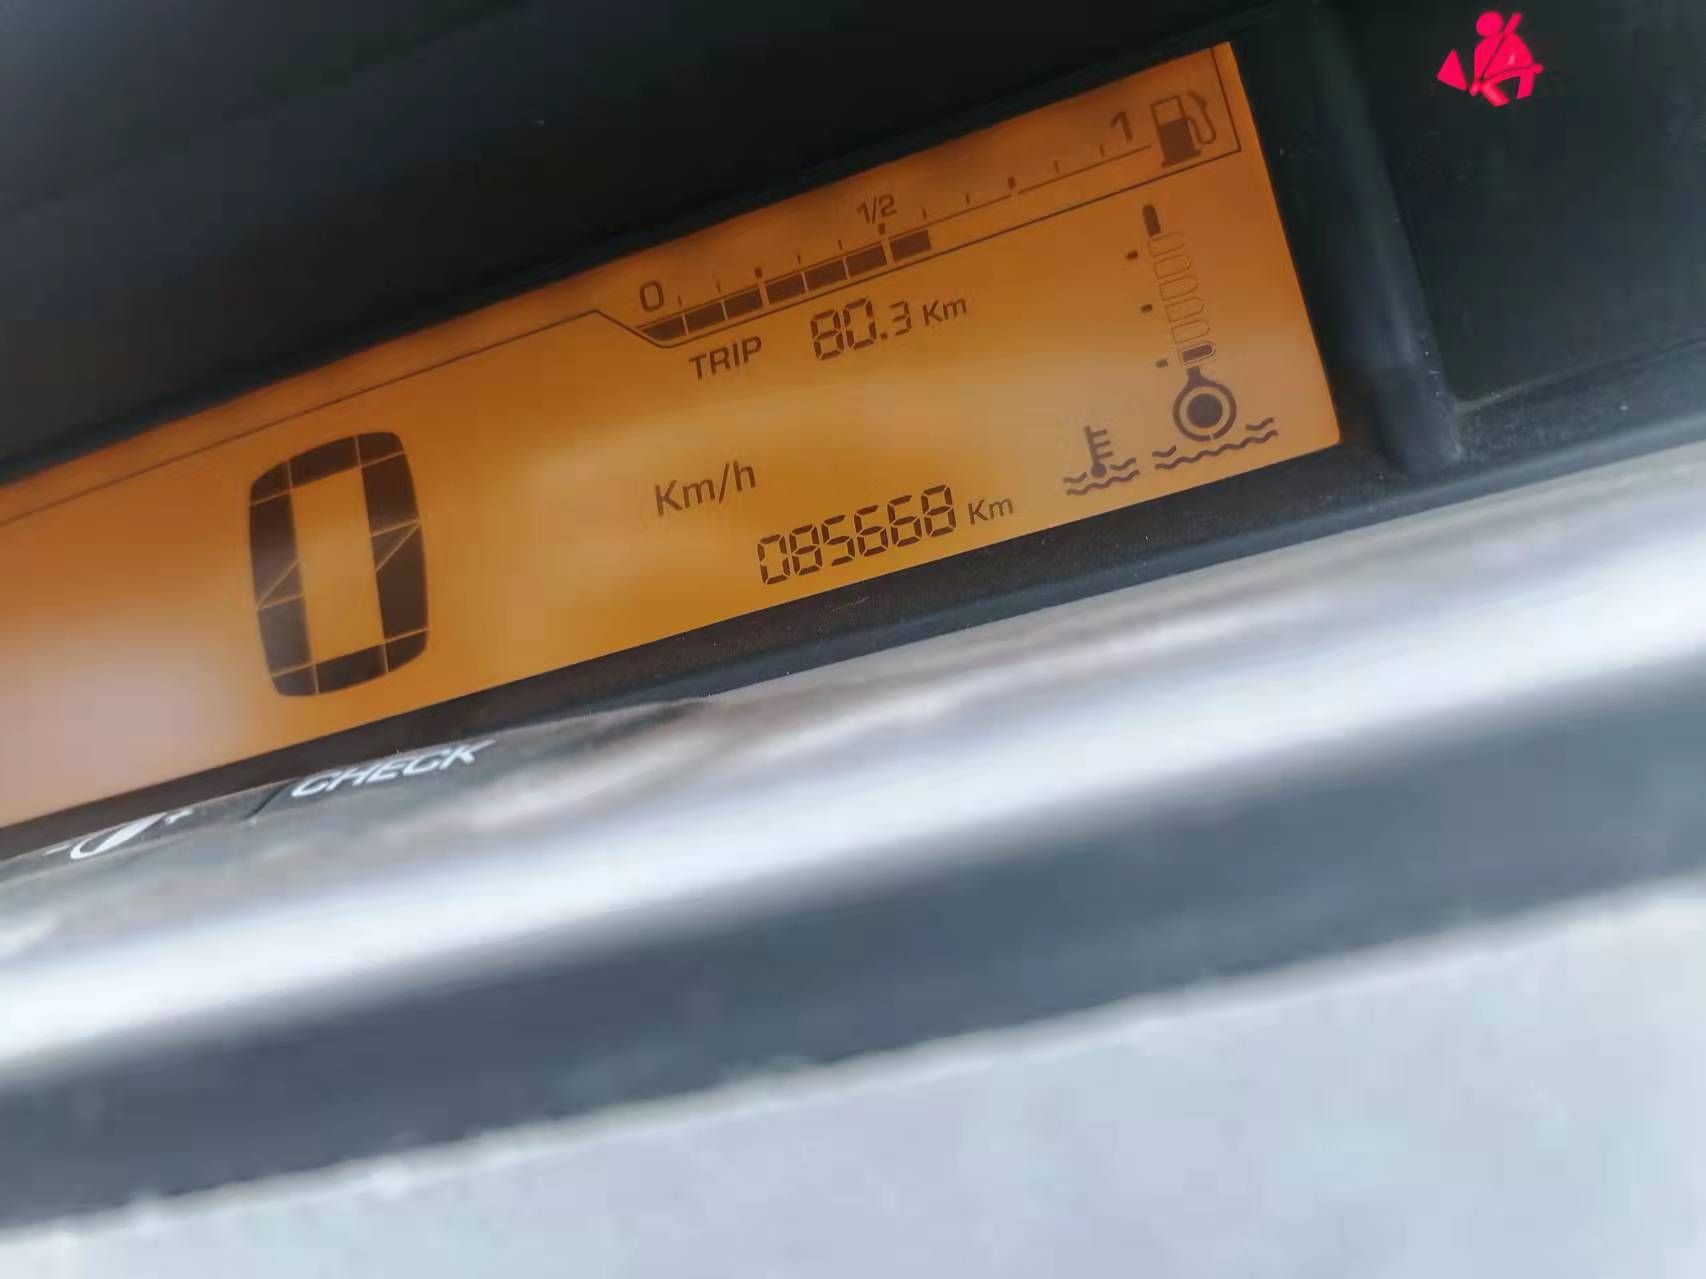 0 1/2 1
TRIP 80.3 Km
0 Km/h
085668 Km
- +
CHECK